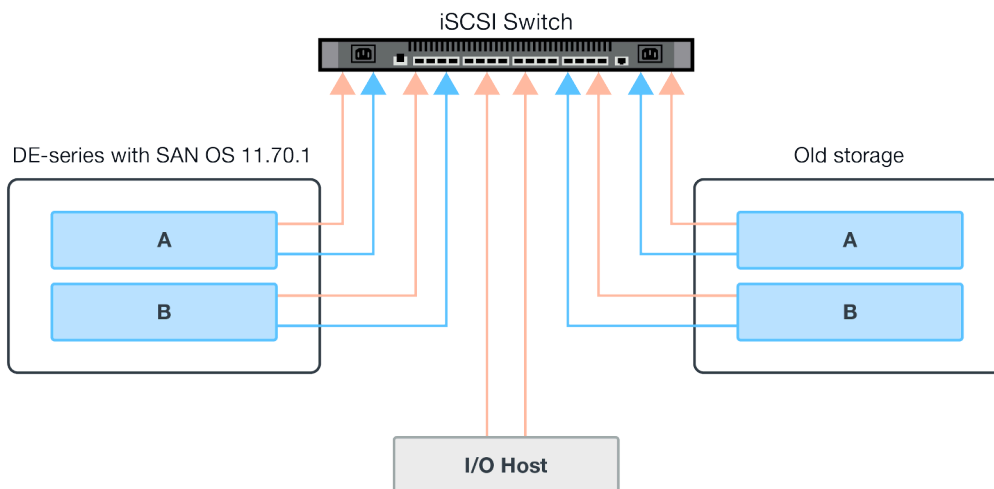 iSCSI Switch
DE-series with SAN OS 11.70.1
Old storage
A
A
B
B
I/O Host